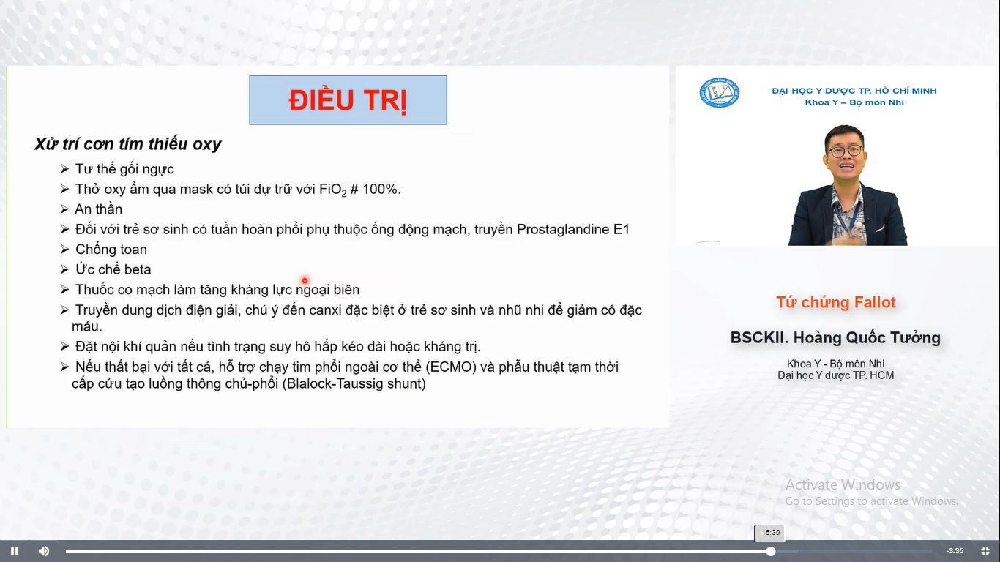 ĐIỀU TRỊ
Xử trí cơn tím thiếu oxy
➢ Tư thế gối ngực
➢ Thở oxy ẩm qua mask có túi dự trữ với FiO₂ # 100%.
➢ An thần
➢ Đối với trẻ sơ sinh có tuần hoàn phổi phụ thuộc ống động mạch, truyền Prostaglandine E1
➢ Chống toan
➢ Ức chế beta
➢ Thuốc co mạch làm tăng kháng lực ngoại biên
➢ Truyền dung dịch điện giải, chú ý đến canxi đặc biệt ở trẻ sơ sinh và nhũ nhi để giảm cô đặc
máu.
➢ Đặt nội khí quản nếu tình trạng suy hô hấp kéo dài hoặc kháng trị.
➢ Nếu thất bại với tất cả, hỗ trợ chạy tim phổi ngoài cơ thể (ECMO) và phẫu thuật tạm thời
cấp cứu tạo luồng thông chủ-phổi (Blalock-Taussig shunt)
ĐẠI HỌC Y DƯỢC TP. HỒ CHÍ MINH
Khoa Y – Bộ môn Nhi
Tứ chứng Fallot
BSCKII. Hoàng Quốc Tưởng
Khoa Y - Bộ môn Nhi
Đại học Y dược TP. HCM
Activate Windows
Go to Settings to activate Windows.
15:39
-3:35